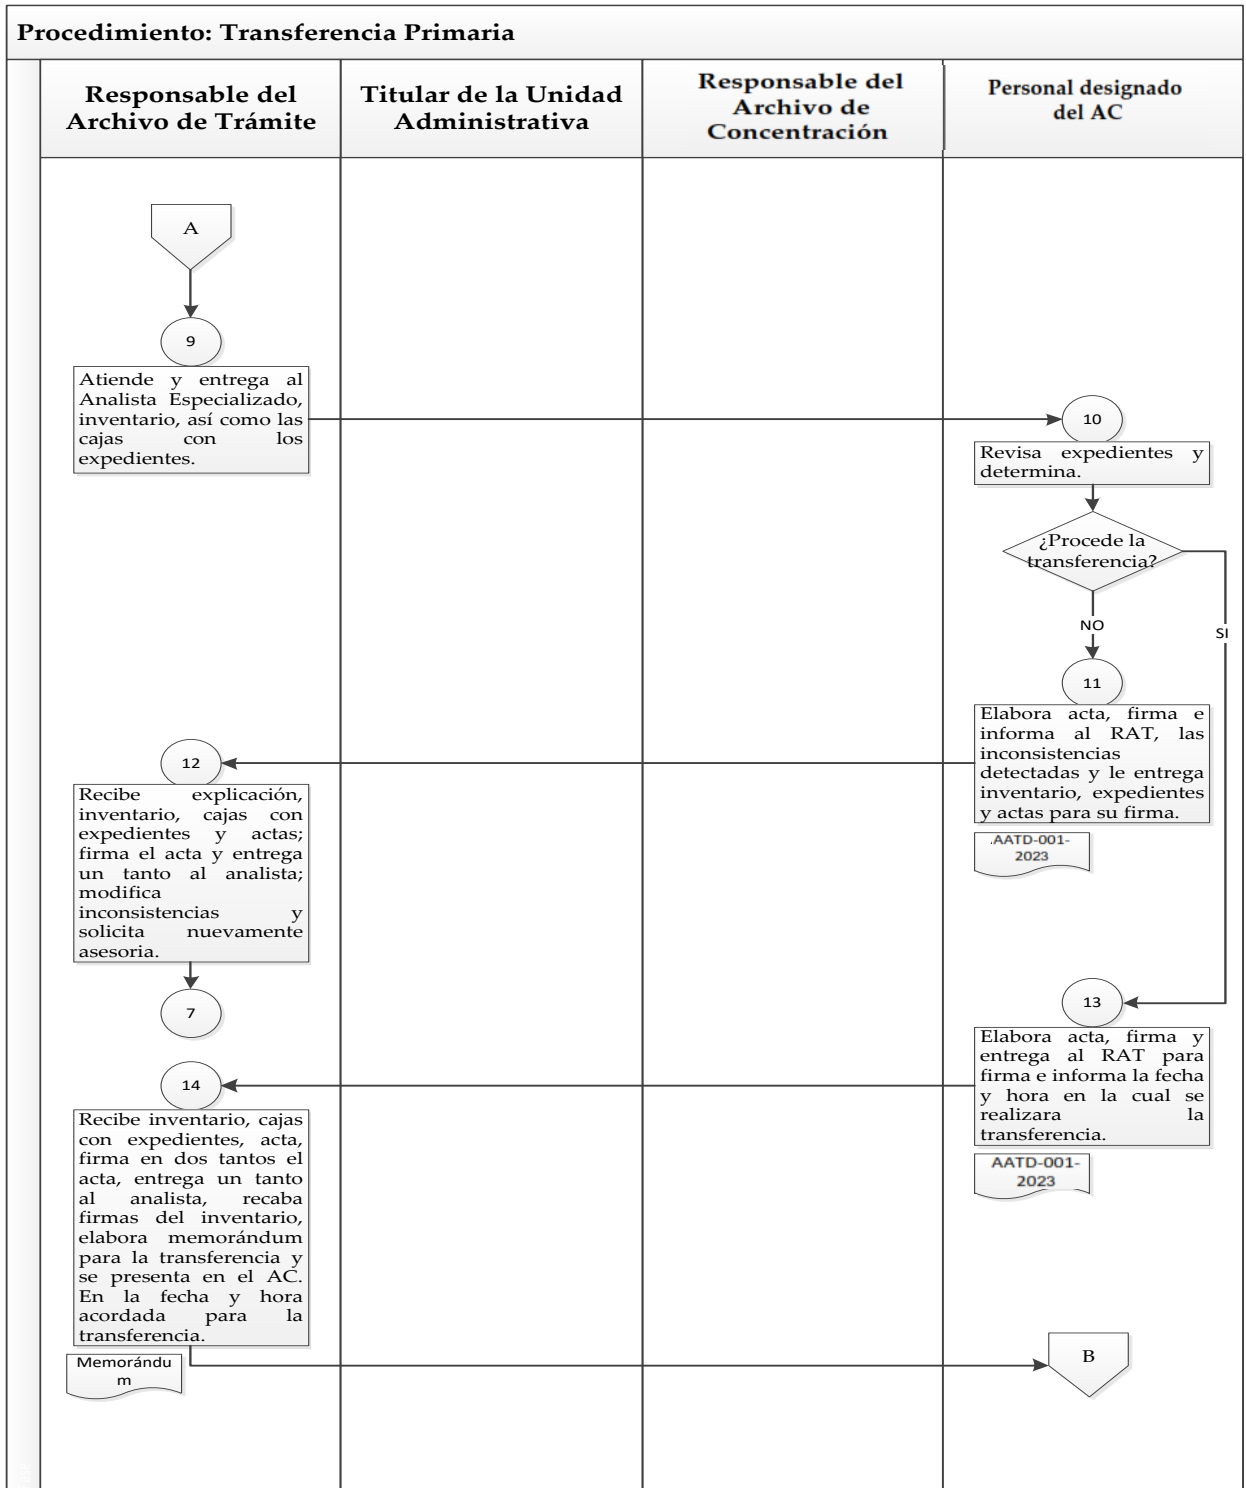 Procedimiento: Transferencia Primaria
Responsable del
Archivo de Trámite
Titular de la Unidad
Administrativa
Responsable del
Archivo de
Concentración
Personal designado
del AC
A
9
Atiende y entrega al
Analista Especializado,
inventario, así como las
cajas con los
expedientes.
10
Revisa expedientes y
determina.
¿Procede la
transferencia?
NO
SI
11
Elabora acta, firma e
informa al RAT, las
inconsistencias
detectadas y le entrega
inventario, expedientes
y actas para su firma.
AATD-001-
2023
12
Recibe explicación,
inventario, cajas con
expedientes y actas;
firma el acta y entrega
un tanto al analista;
modifica
inconsistencias y
solicita nuevamente
asesoria.
7
13
Elabora acta, firma y
entrega al RAT para
firma e informa la fecha
y hora en la cual se
realizara la
transferencia.
AATD-001-
2023
14
Recibe inventario, cajas
con expedientes, acta,
firma en dos tantos el
acta, entrega un tanto
al analista, recaba
firmas del inventario,
elabora memorándum
para la transferencia y
se presenta en el AC.
En la fecha y hora
acordada para la
transferencia.
Memorándu
m
B